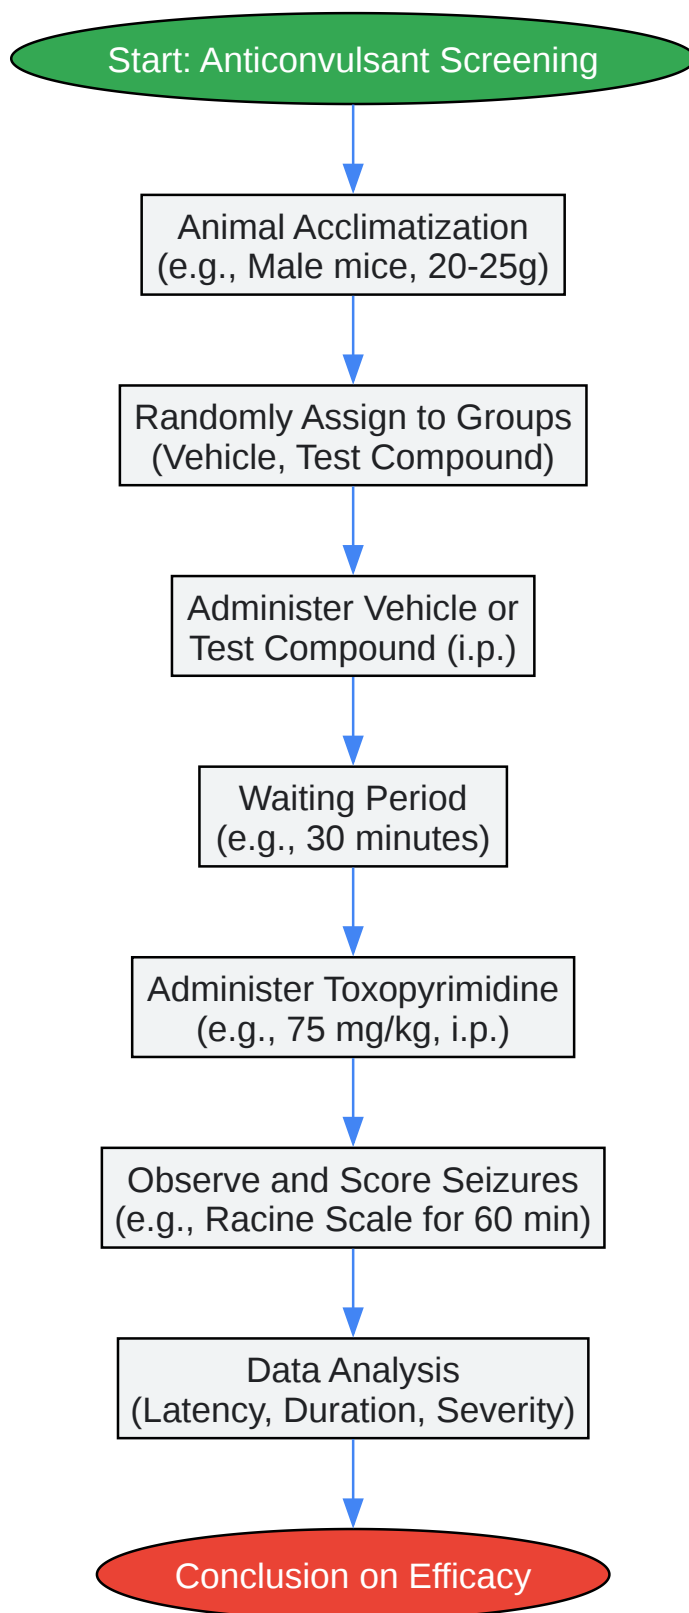 Start: Anticonvulsant Screening
Animal Acclimatization
(e.g., Male mice, 20-25g)
Randomly Assign to Groups
(Vehicle, Test Compound)
Administer Vehicle or
Test Compound (i.p.)
Waiting Period
(e.g., 30 minutes)
Administer Toxopyrimidine
(e.g., 75 mg/kg, i.p.)
Observe and Score Seizures
(e.g., Racine Scale for 60 min)
Data Analysis
(Latency, Duration, Severity)
Conclusion on Efficacy